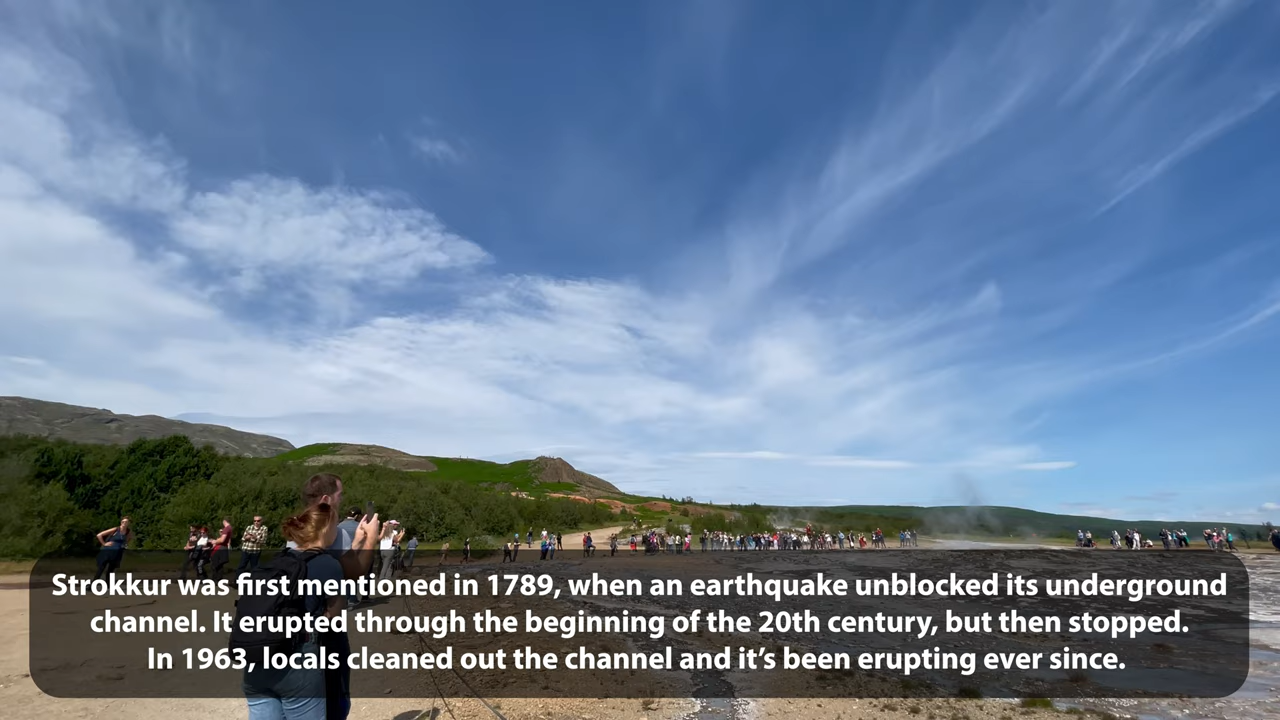 Strokkur was first mentioned in 1789, when an earthquake unblocked its underground
channel. It erupted through the beginning of the 20th century, but then stopped.
In 1963, locals cleaned out the channel and it’s been erupting ever since.